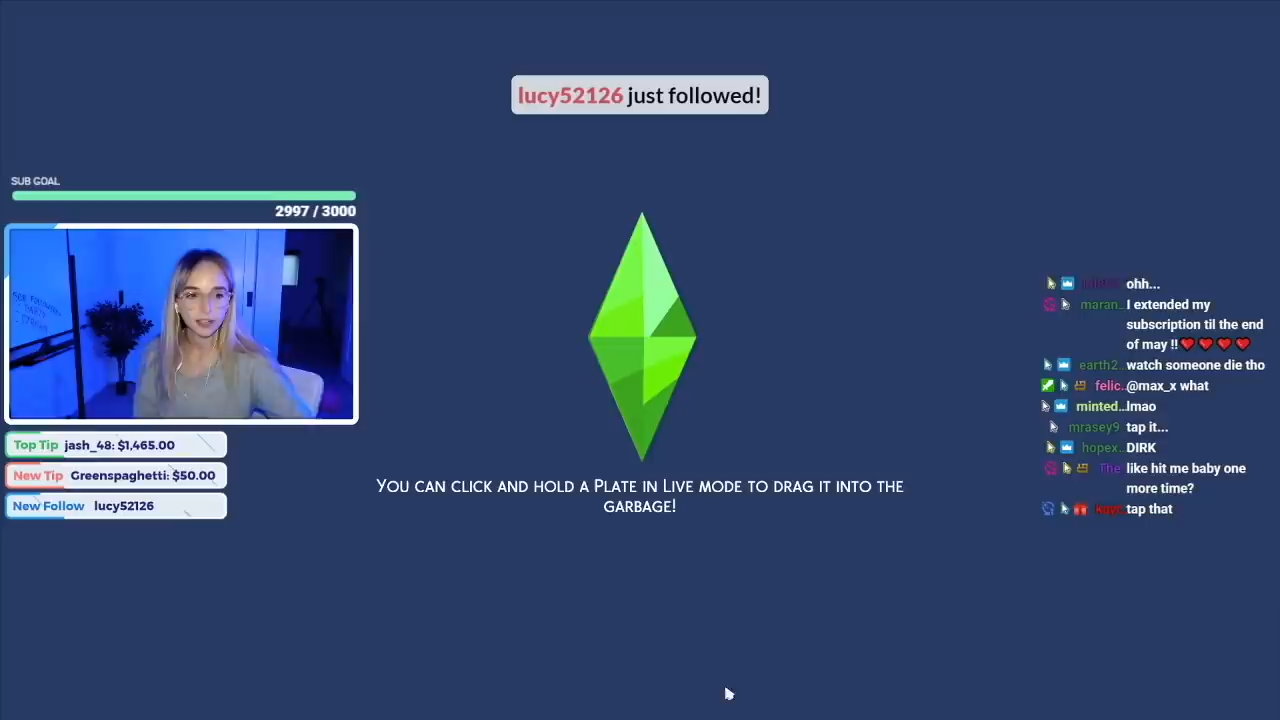 lucy52126 just followed!
SUB GOAL
2997 / 3000
Top Tip jash_48: $1,465.00
New Tip Greenspaghetti: $50.00
New Follow lucy52126
YOU CAN CLICK AND HOLD A PLATE IN LIVE MODE TO DRAG IT INTO THE
GARBAGE!
ohh...
maran.. I extended my
subscription til the end
of may !!
earth2.. watch someone die tho
felic.. @max_x what
minted.. lmao
mrasey9 tap it...
hopex.. DIRK
The like hit me baby one
more time?
tap that